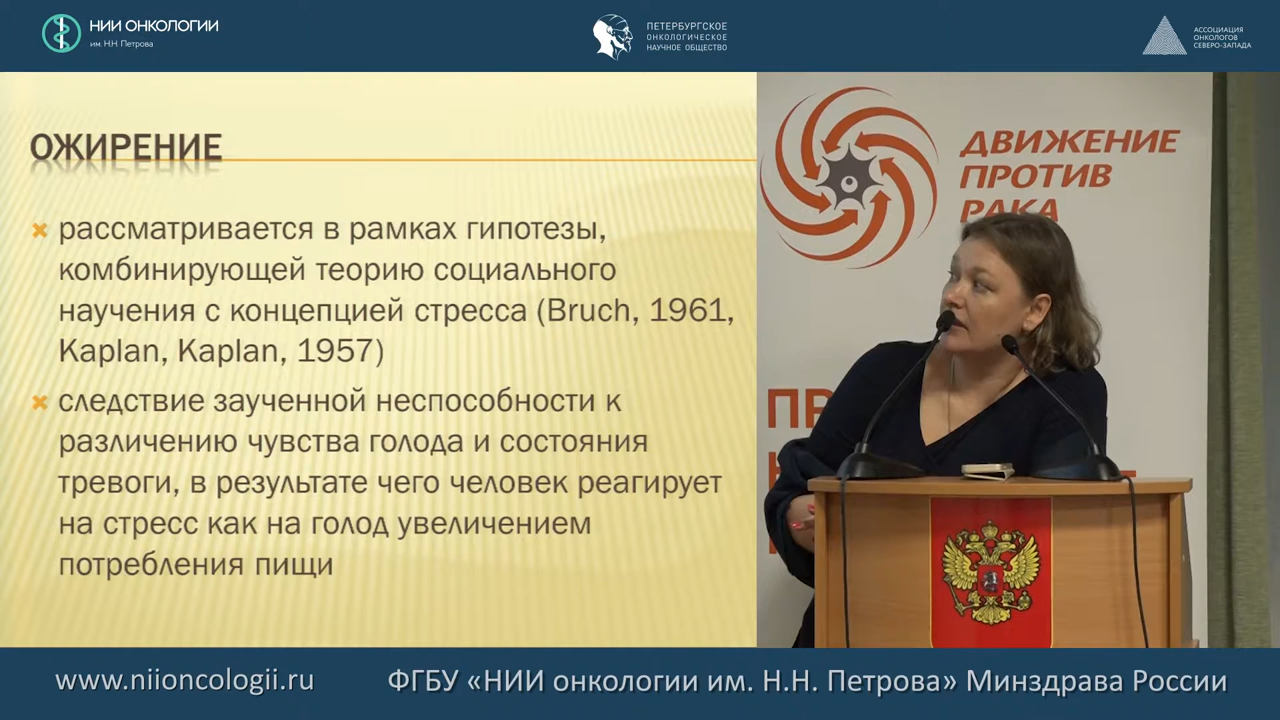 НИИ ОНКОЛОГИИ
им. Н.Н. Петрова
ПЕТЕРБУРГСКОЕ
ОНКОЛОГИЧЕСКОЕ
НАУЧНОЕ ОБЩЕСТВО
АССОЦИАЦИЯ
ОНКОЛОГОВ
СЕВЕРО-ЗАПАДА
ОЖИРЕНИЕ
рассматривается в рамках гипотезы,
комбинирующей теорию социального
научения с концепцией стресса (Bruch, 1961,
Kaplan, Kaplan, 1957)
следствие заученной неспособности к
различению чувства голода и состояния
тревоги, в результате чего человек реагирует
на стресс как на голод увеличением
потребления пищи
ДВИЖЕНИЕ
ПРОТИВ
РАКА
www.niioncologii.ru
ФГБУ «НИИ онкологии им. Н.Н. Петрова» Минздрава России